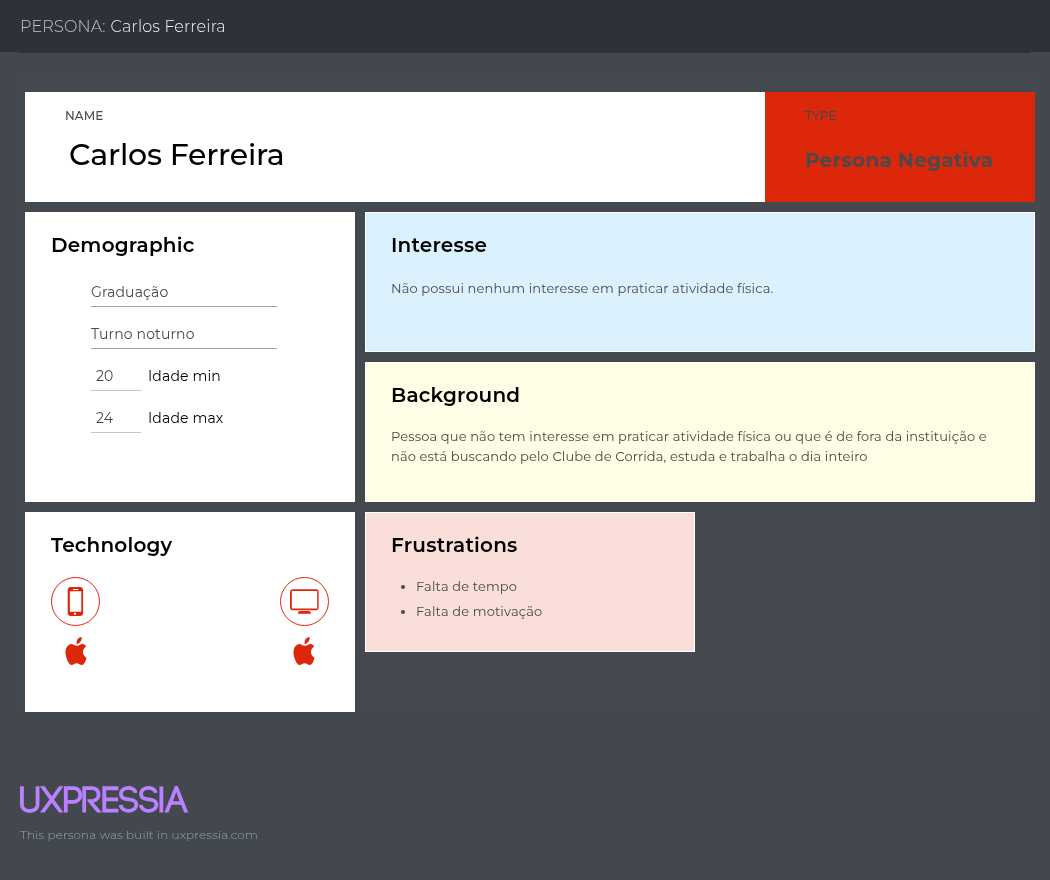 PERSONA: Carlos Ferreira
NAME
Carlos Ferreira
TYPE
Persona Negativa
Demographic
Graduação
Turno noturno
20 Idade min
24 Idade max
Interesse
Não possui nenhum interesse em praticar atividade física.
Background
Pessoa que não tem interesse em praticar atividade física ou que é de fora da instituição e
não está buscando pelo Clube de Corrida, estuda e trabalha o dia inteiro
Technology
Frustrations
• Falta de tempo
• Falta de motivação
UXPRESSIA
This persona was built in uxpressia.com